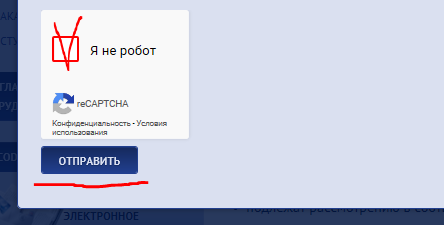 Я не робот
reCAPTCHA
Конфиденциальность - Условия
использования
ОТПРАВИТЬ
ЭЛЕКТРОННОЕ